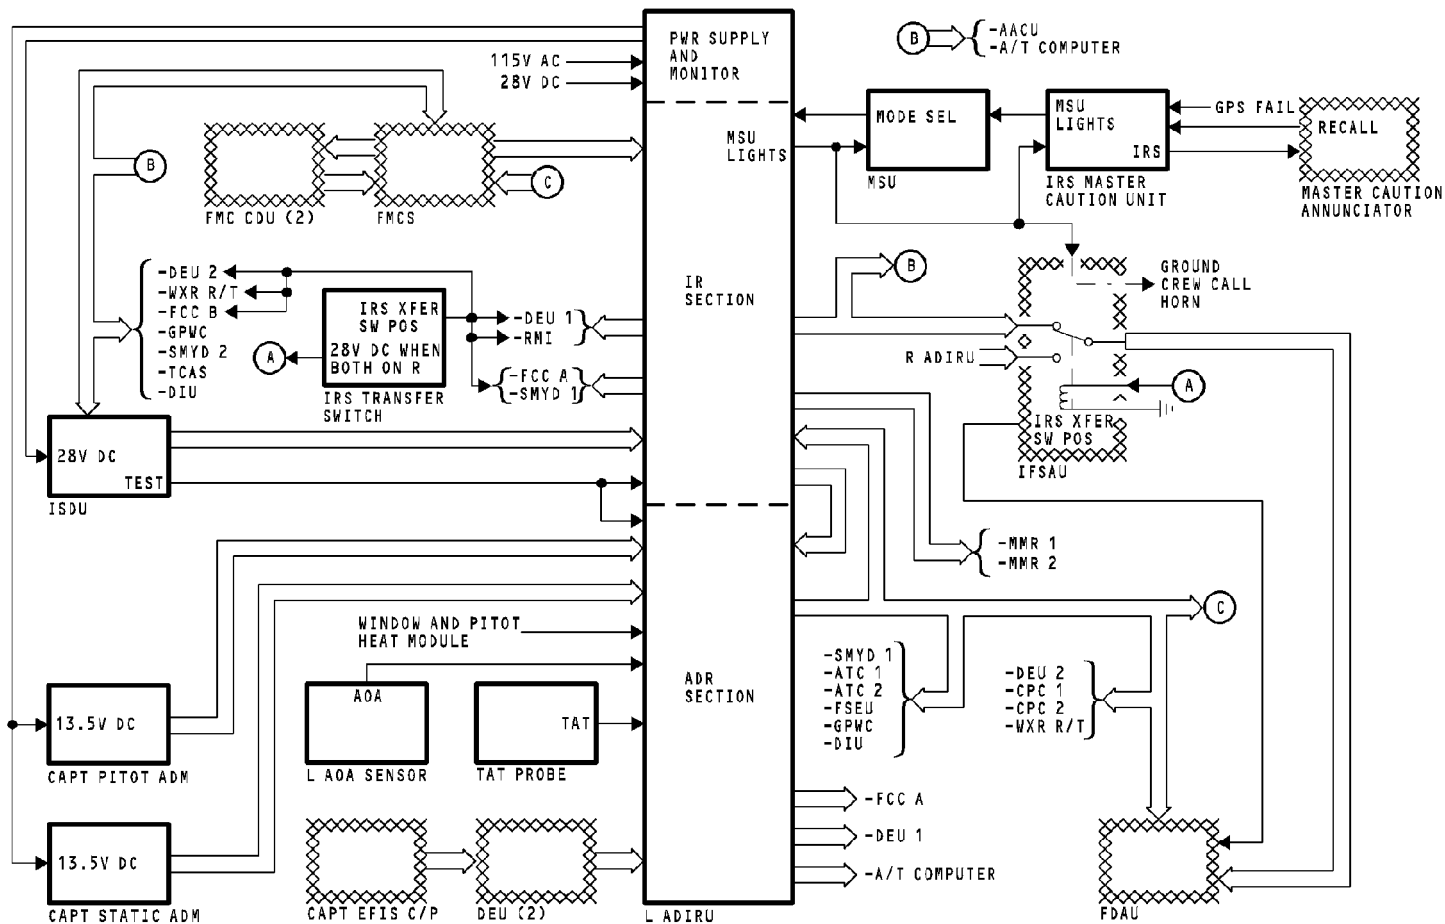 PWR SUPPLY
AND
MONITOR
115V AC
28V DC
B
-AACU
-A/T COMPUTER
MODE SEL
MSU
MSU
LIGHTS
IRS
IRS MASTER
CAUTION UNIT
GPS FAIL
RECALL
MASTER CAUTION
ANNUNCIATOR
MSU
LIGHTS
B
C
FMC CDU (2)
FMCS
-DEU 2
-WXR R/T
-FCC B
-GPWC
-SMYD 2
-TCAS
-DIU
A
IRS XFER
SW POS
28V DC WHEN
BOTH ON R
IRS TRANSFER
SWITCH
-DEU 1
-RMI
-FCC A
-SMYD 1
IR
SECTION
B
GROUND
CREW CALL
HORN
R ADIRU
A
IRS XFER
SW POS
IFSAU
28V DC
TEST
ISDU
-MMR 1
-MMR 2
C
WINDOW AND PITOT
HEAT MODULE
ADR
SECTION
-SMYD 1
-ATC 1
-ATC 2
-FSEU
-GPWC
-DIU
-DEU 2
-CPC 1
-CPC 2
-WXR R/T
13.5V DC
CAPT PITOT ADM
AOA
L AOA SENSOR
TAT
TAT PROBE
-FCC A
-DEU 1
-A/T COMPUTER
13.5V DC
CAPT STATIC ADM
CAPT EFIS C/P
DEU (2)
L ADIRU
FDAU